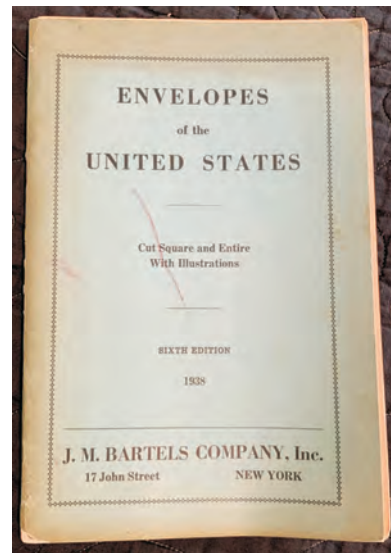 ENVELOPES
of the
UNITED STATES
Cut Square and Entire
With Illustrations
SIXTH EDITION
1938
J. M. BARTELS COMPANY, Inc.
17 John Street NEW YORK